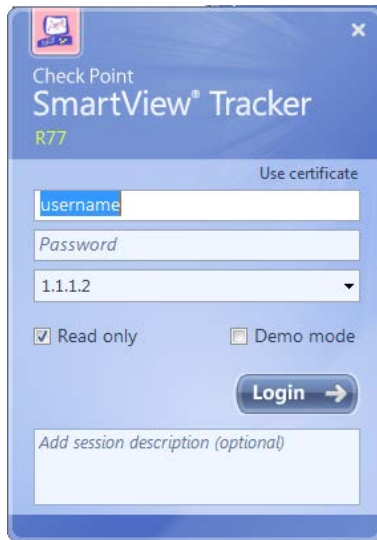 Check Point
SmartView® Tracker
R77
Use certificate
username
Password
1.1.1.2
Read only
Demo mode
Login
Add session description (optional)